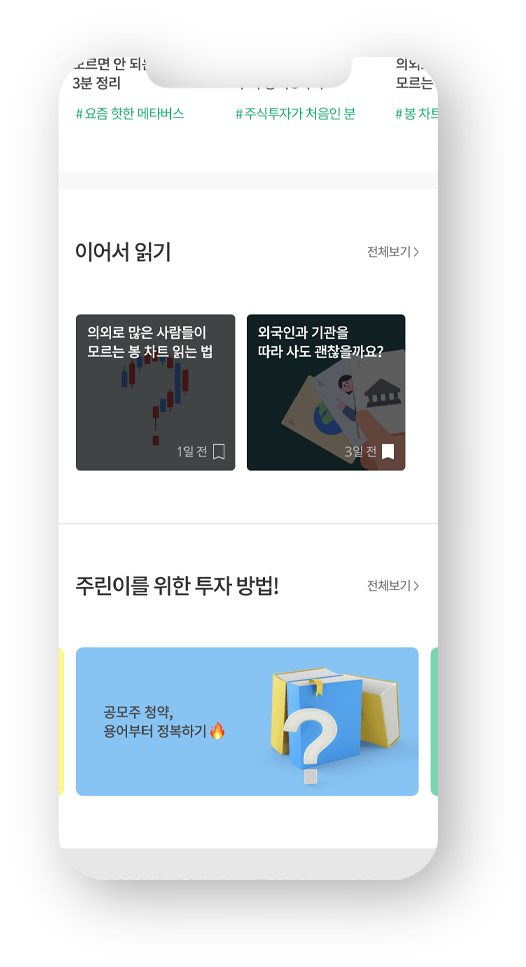 모르면 안 되는
3분 정리
# 요즘 핫한 메타버스
# 주식투자가 처음인 분
의외로
모르는
# 봉 차트
이어서 읽기
전체보기 >
의외로 많은 사람들이
모르는 봉 차트 읽는 법
1일 전
외국인과 기관을
따라 사도 괜찮을까요?
3일 전
주린이를 위한 투자 방법!
전체보기 >
공모주 청약,
용어부터 정복하기🔥